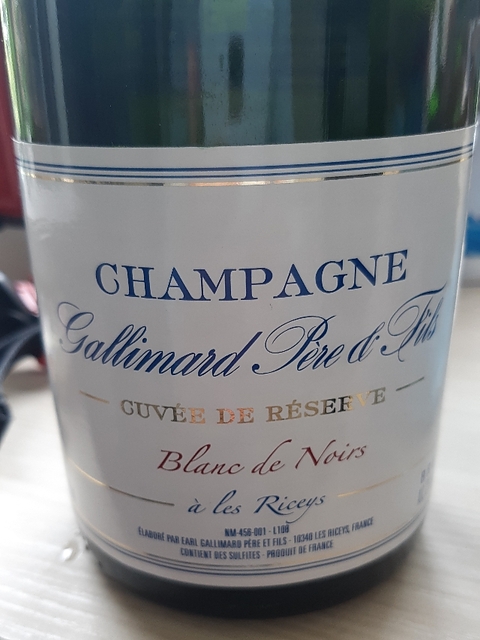 CHAMPAGNE
Gallimard Père & Fils
CUVÉE DE RÉSERVE
Blanc de Noirs
à les Riceys
NM-456-001 - L106
ÉLABORÉ PAR EARL GALLIMARD PÈRE ET FILS - 10340 LES RICEYS, FRANCE
CONTIENT DES SULFITES - PRODUIT DE FRANCE